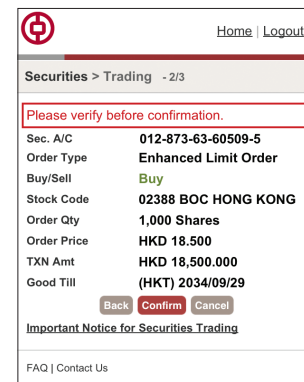 Home | Logout
Securities > Trading - 2/3
Please verify before confirmation.
Sec. A/C 012-873-63-60509-5
Order Type Enhanced Limit Order
Buy/Sell Buy
Stock Code 02388 BOC HONG KONG
Order Qty 1,000 Shares
Order Price HKD 18.500
TXN Amt HKD 18,500.000
Good Till (HKT) 2034/09/29
Back Confirm Cancel
Important Notice for Securities Trading
FAQ | Contact Us